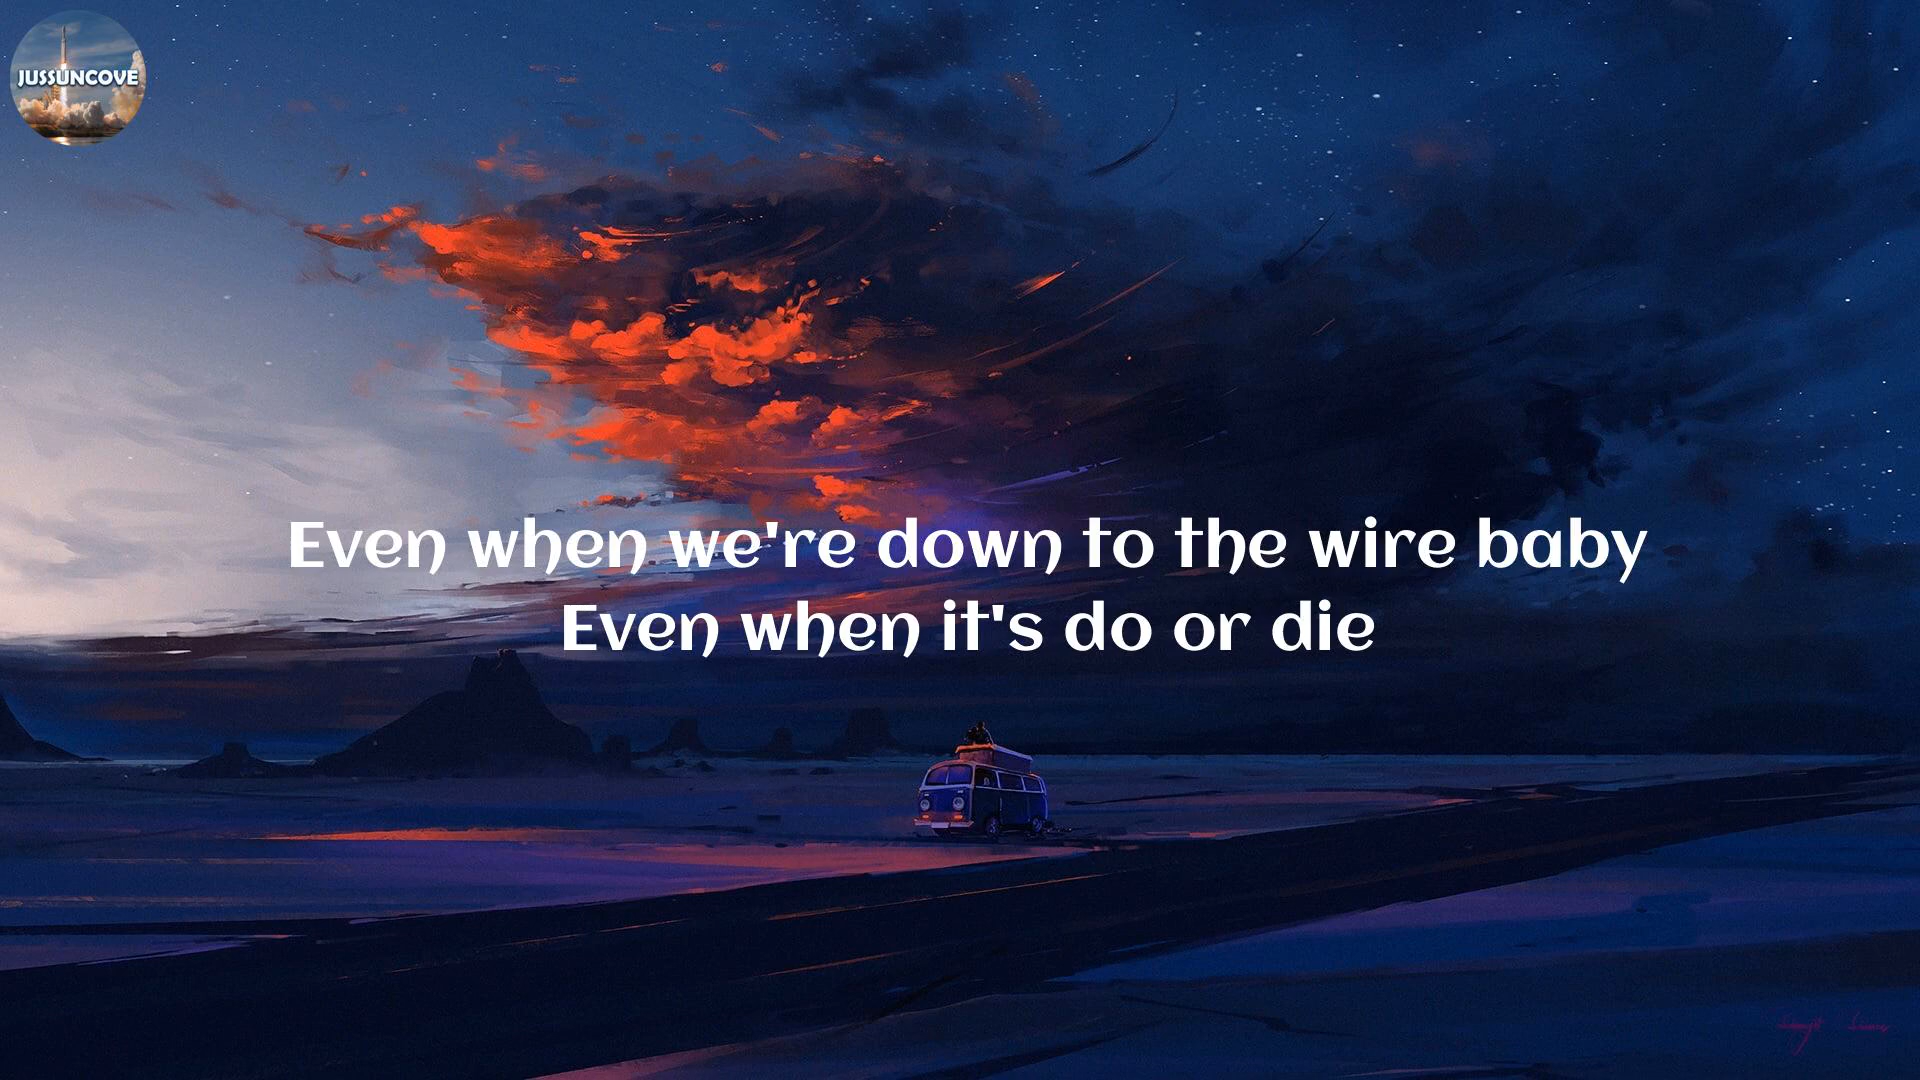 JUSSUNCOVE
Even when we're down to the wire baby
Even when it's do or die